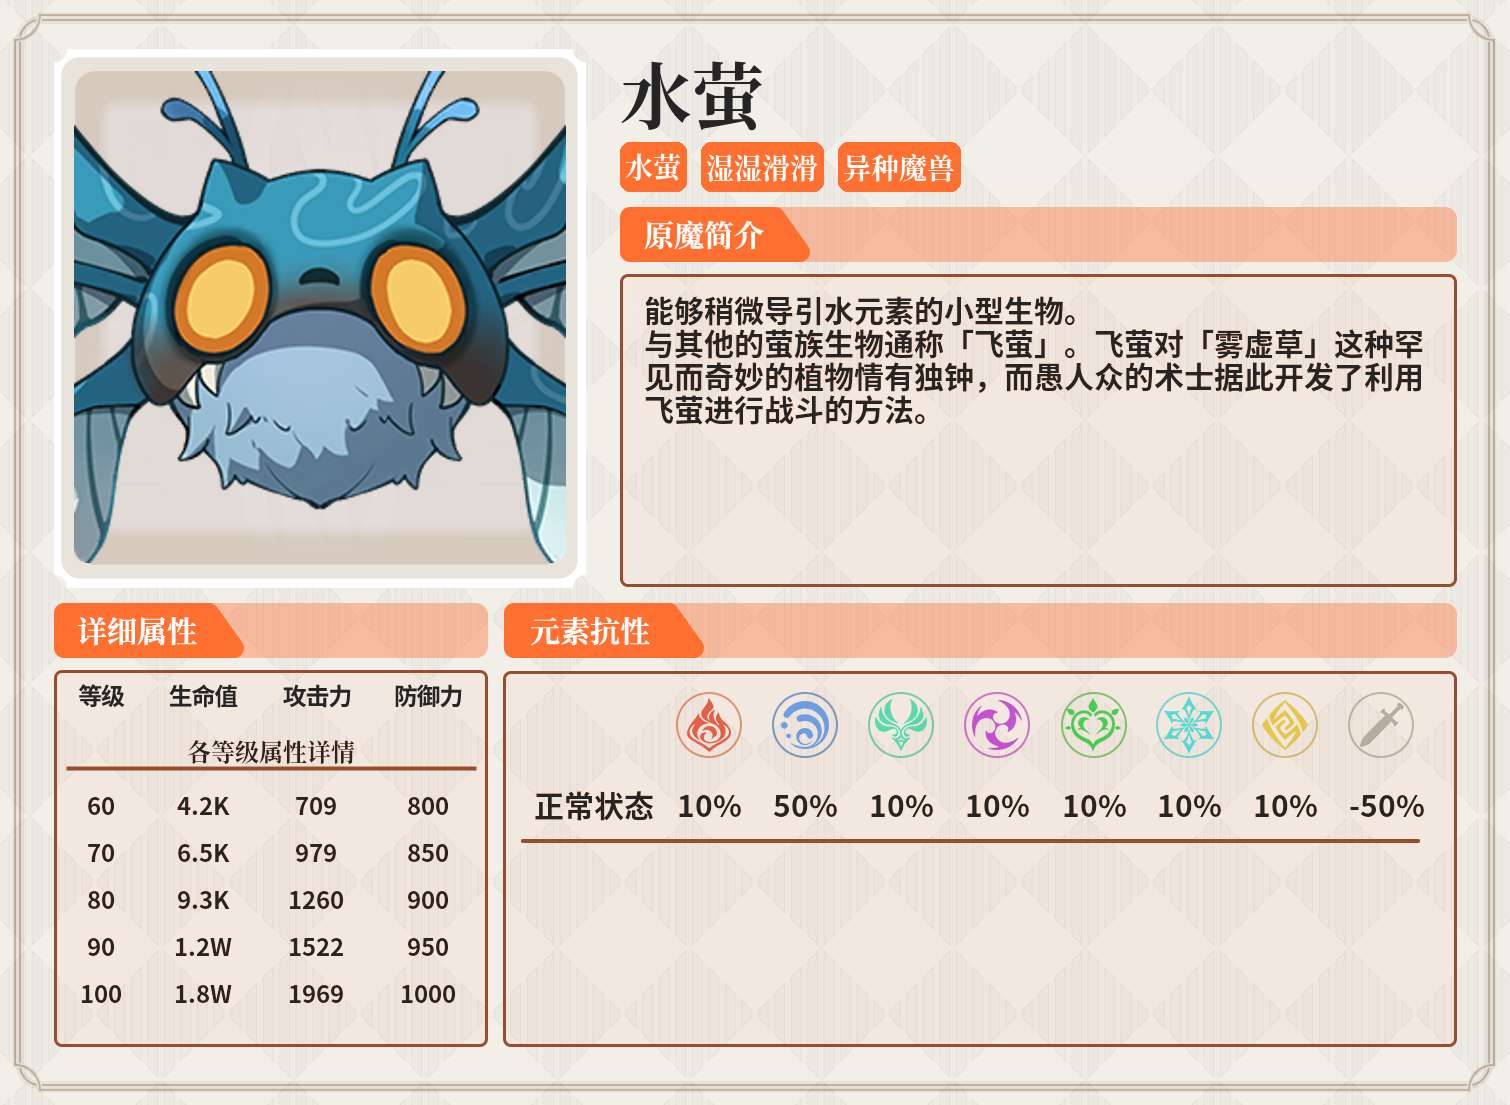 水萤
水萤 湿湿滑滑 异种魔兽
原魔简介
能够稍微导引水元素的小型生物。
与其他的萤族生物通称「飞萤」。飞萤对「雾虚草」这种罕
见而奇妙的植物情有独钟，而愚人众的术士据此开发了利用
飞萤进行战斗的方法。
详细属性
等级 生命值 攻击力 防御力
各等级属性详情
60 4.2K 709 800
70 6.5K 979 850
80 9.3K 1260 900
90 1.2W 1522 950
100 1.8W 1969 1000
元素抗性
正常状态 10% 50% 10% 10% 10% 10% 10% -50%